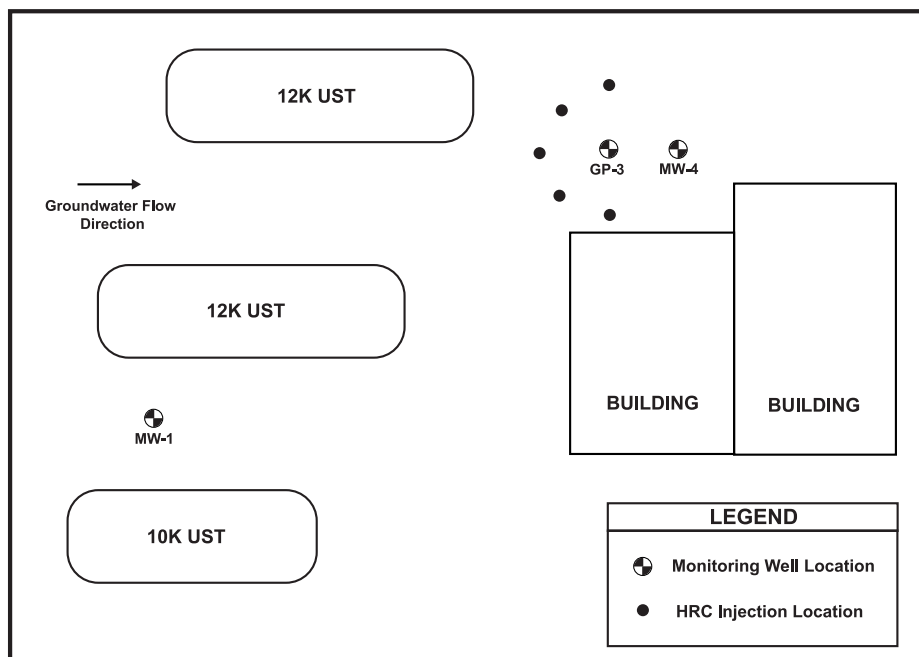 12K UST
GP-3
MW-4
Groundwater Flow
Direction
12K UST
BUILDING
BUILDING
MW-1
10K UST
LEGEND
Monitoring Well Location
HRC Injection Location